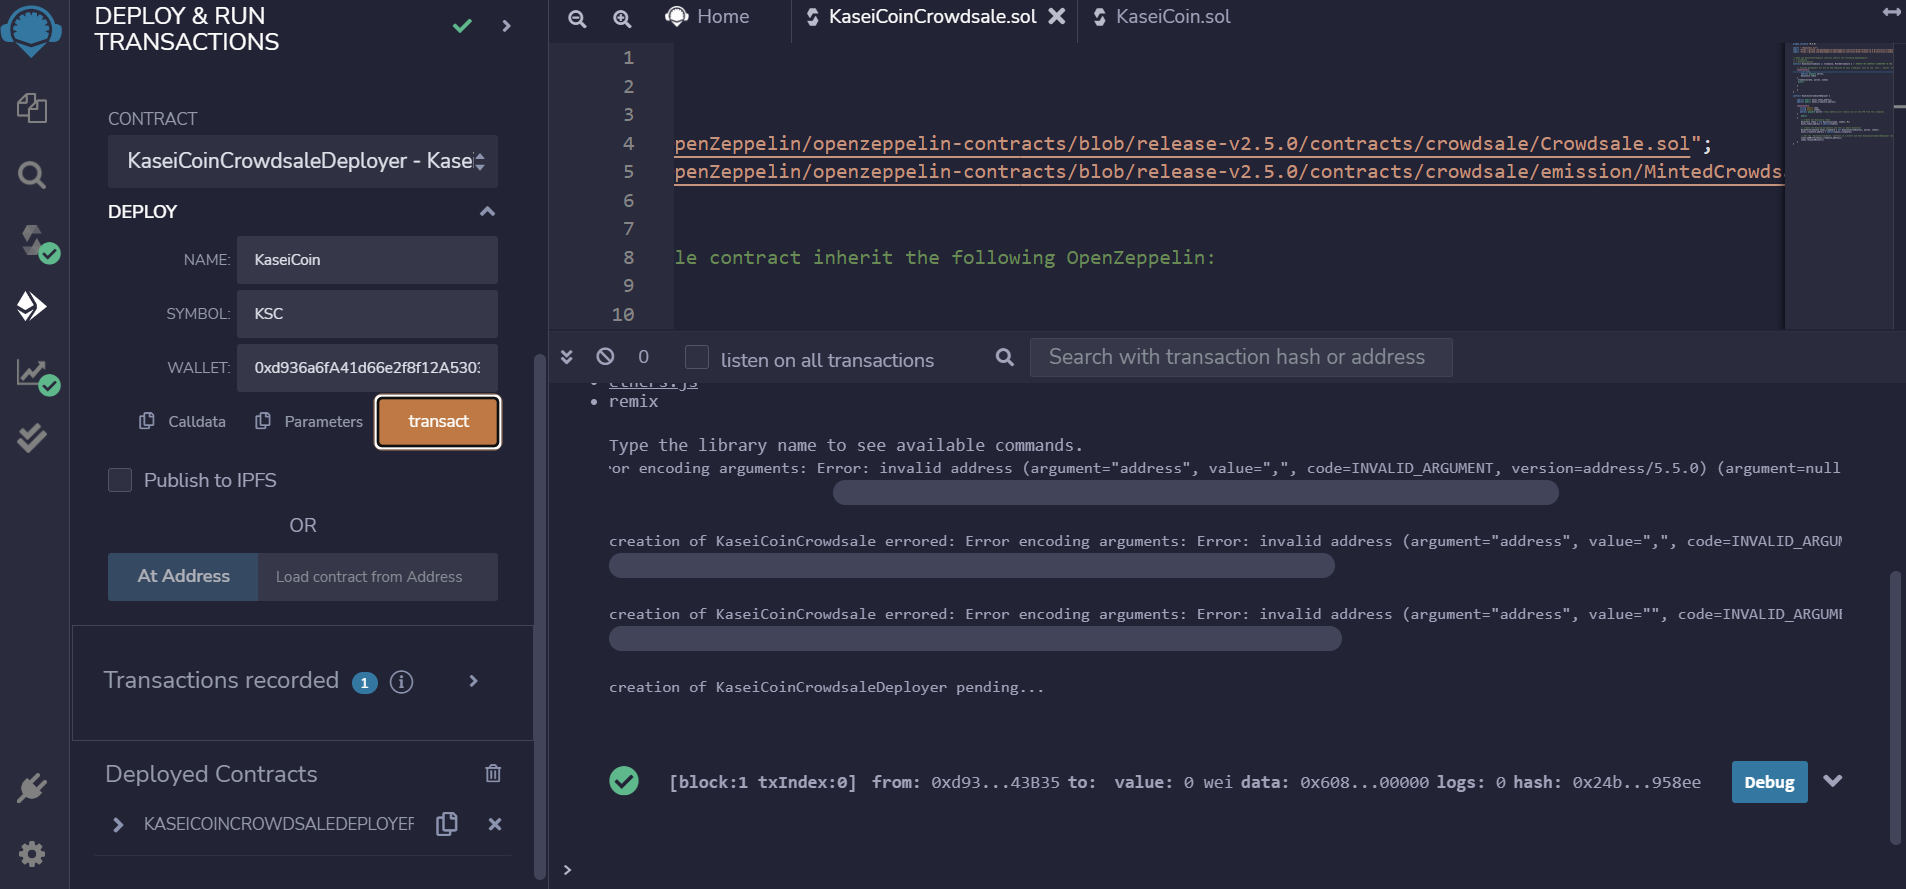 DEPLOY & RUN
TRANSACTIONS
CONTRACT
KaseiCoinCrowdsaleDeployer - Kasei
DEPLOY
NAME: KaseiCoin
SYMBOL: KSC
WALLET: 0xd936a6fA41d66e2f8f12A530
Calldata Parameters transact
Publish to IPFS
OR
At Address Load contract from Address
Transactions recorded 1 i
Deployed Contracts
KASEICOINCROWDSALEDEPLOYER
Home KaseiCoinCrowdsale.sol KaseiCoin.sol
1
2
3
4 penZeppelin/openzeppelin-contracts/blob/release-v2.5.0/contracts/crowdsale/Crowdsale.sol";
5 penZeppelin/openzeppelin-contracts/blob/release-v2.5.0/contracts/crowdsale/emission/MintedCrowds
6
7
8 le contract inherit the following OpenZeppelin:
9
10
0 listen on all transactions Search with transaction hash or address
• ethers.js
• remix
Type the library name to see available commands.
or encoding arguments: Error: invalid address (argument="address", value=",", code=INVALID_ARGUMENT, version=address/5.5.0) (argument=null
creation of KaseiCoinCrowdsale errored: Error encoding arguments: Error: invalid address (argument="address", value=",", code=INVALID_ARGUM
creation of KaseiCoinCrowdsale errored: Error encoding arguments: Error: invalid address (argument="address", value="", code=INVALID_ARGUME
creation of KaseiCoinCrowdsaleDeployer pending...
[block:1 txIndex:0] from: 0xd93...43B35 to: value: 0 wei data: 0x608...00000 logs: 0 hash: 0x24b...958ee Debug
>